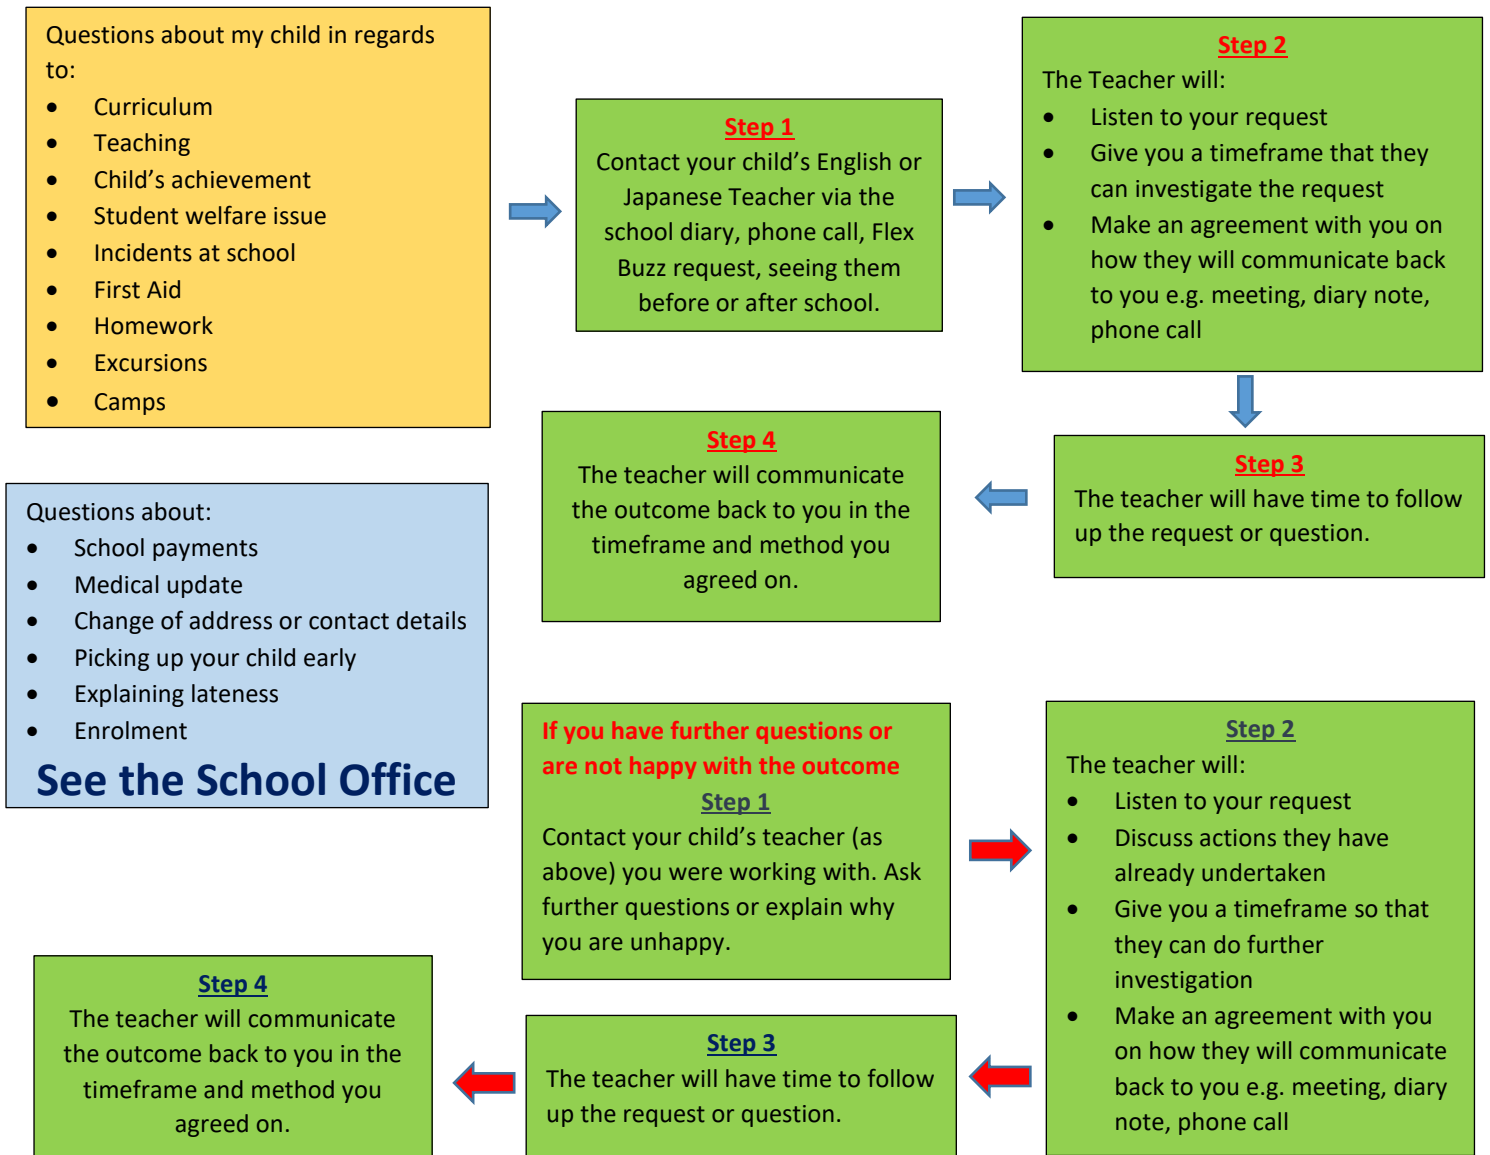 Questions about my child in regards
to:
• Curriculum
• Teaching
• Child’s achievement
• Student welfare issue
• Incidents at school
• First Aid
• Homework
• Excursions
• Camps
Step 1
Contact your child’s English or
Japanese Teacher via the
school diary, phone call, Flex
Buzz request, seeing them
before or after school.
Step 2
The Teacher will:
• Listen to your request
• Give you a timeframe that they
can investigate the request
• Make an agreement with you on
how they will communicate back
to you e.g. meeting, diary note,
phone call
Step 3
The teacher will have time to follow
up the request or question.
Step 4
The teacher will communicate
the outcome back to you in the
timeframe and method you
agreed on.
Questions about:
• School payments
• Medical update
• Change of address or contact details
• Picking up your child early
• Explaining lateness
• Enrolment
See the School Office
If you have further questions or
are not happy with the outcome
Step 1
Contact your child’s teacher (as
above) you were working with. Ask
further questions or explain why
you are unhappy.
Step 2
The teacher will:
• Listen to your request
• Discuss actions they have
already undertaken
• Give you a timeframe so that
they can do further
investigation
• Make an agreement with you
on how they will communicate
back to you e.g. meeting, diary
note, phone call
Step 3
The teacher will have time to follow
up the request or question.
Step 4
The teacher will communicate
the outcome back to you in the
timeframe and method you
agreed on.